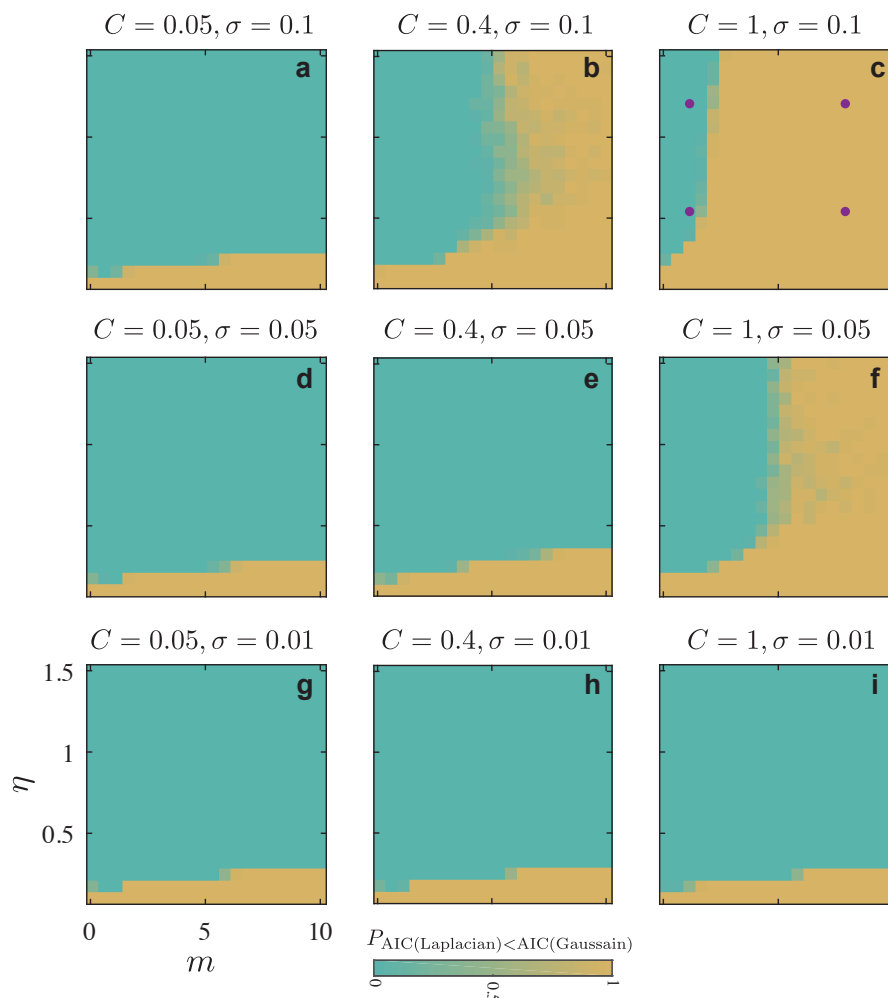 C = 0.05, σ = 0.1
C = 0.4, σ = 0.1
C = 1, σ = 0.1
a
b
c
C = 0.05, σ = 0.05
C = 0.4, σ = 0.05
C = 1, σ = 0.05
d
e
f
C = 0.05, σ = 0.01
C = 0.4, σ = 0.01
C = 1, σ = 0.01
g
h
i
1.5
1
0.5
η
0
5
10
m
P AIC(Laplacian)<AIC(Gaussain)
0
1